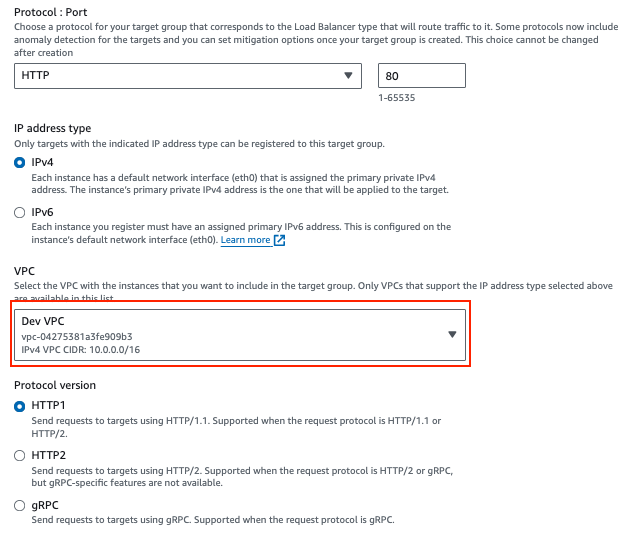 Protocol : Port
Choose a protocol for your target group that corresponds to the Load Balancer type that will route traffic to it. Some protocols now include
anomaly detection for the targets and you can set mitigation options once your target group is created. This choice cannot be changed
after creation
HTTP
80
1-65535
IP address type
Only targets with the indicated IP address type can be registered to this target group.
IPv4
Each instance has a default network interface (eth0) that is assigned the primary private IPv4
address. The instance's primary private IPv4 address is the one that will be applied to the target.
IPv6
Each instance you register must have an assigned primary IPv6 address. This is configured on the
instance's default network interface (eth0). Learn more
VPC
Select the VPC with the instances that you want to include in the target group. Only VPCs that support the IP address type selected above
are available in this list.
Dev VPC
vpc-04275381a3fe909b3
IPv4 VPC CIDR: 10.0.0.0/16
Protocol version
HTTP1
Send requests to targets using HTTP/1.1. Supported when the request protocol is HTTP/1.1 or
HTTP/2.
HTTP2
Send requests to targets using HTTP/2. Supported when the request protocol is HTTP/2 or gRPC,
but gRPC-specific features are not available.
gRPC
Send requests to targets using gRPC. Supported when the request protocol is gRPC.